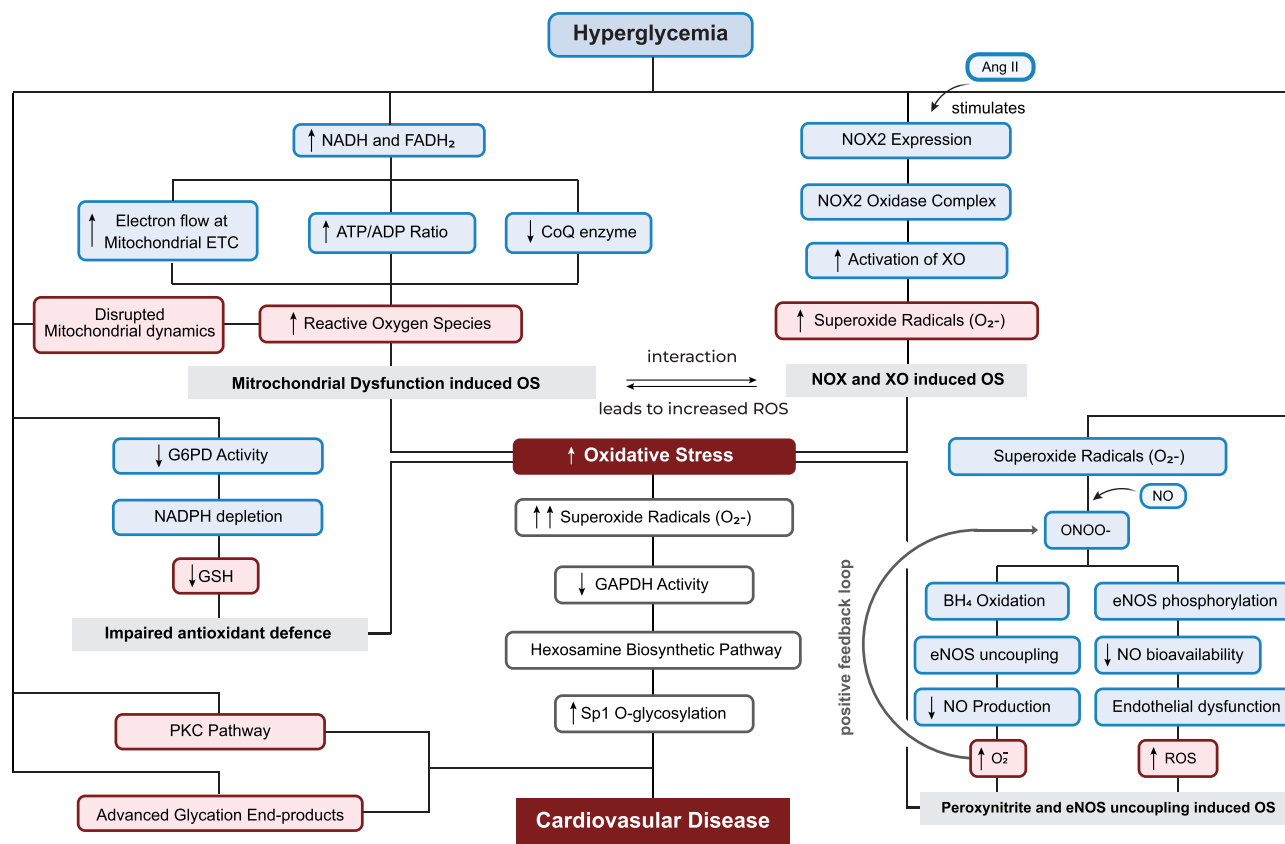 Hyperglycemia
Ang II
stimulates
↑ NADH and FADH₂
NOX2 Expression
↑ Electron flow at
Mitochondrial ETC
↑ ATP/ADP Ratio
↓ CoQ enzyme
NOX2 Oxidase Complex
↑ Activation of XO
Disrupted
Mitochondrial dynamics
↑ Reactive Oxygen Species
↑ Superoxide Radicals (O₂-)
Mitrochondrial Dysfunction induced OS
interaction
leads to increased ROS
NOX and XO induced OS
↑ Oxidative Stress
↓ G6PD Activity
NADPH depletion
↓ GSH
Impaired antioxidant defence
↑↑ Superoxide Radicals (O₂-)
↓ GAPDH Activity
Hexosamine Biosynthetic Pathway
↑ Sp1 O-glycosylation
Superoxide Radicals (O₂-)
NO
ONOO-
positive feedback loop
BH₄ Oxidation
eNOS uncoupling
↓ NO Production
↑ O₂⁻
eNOS phosphorylation
↓ NO bioavailability
Endothelial dysfunction
↑ ROS
Peroxynitrite and eNOS uncoupling induced OS
PKC Pathway
Advanced Glycation End-products
Cardiovascular Disease